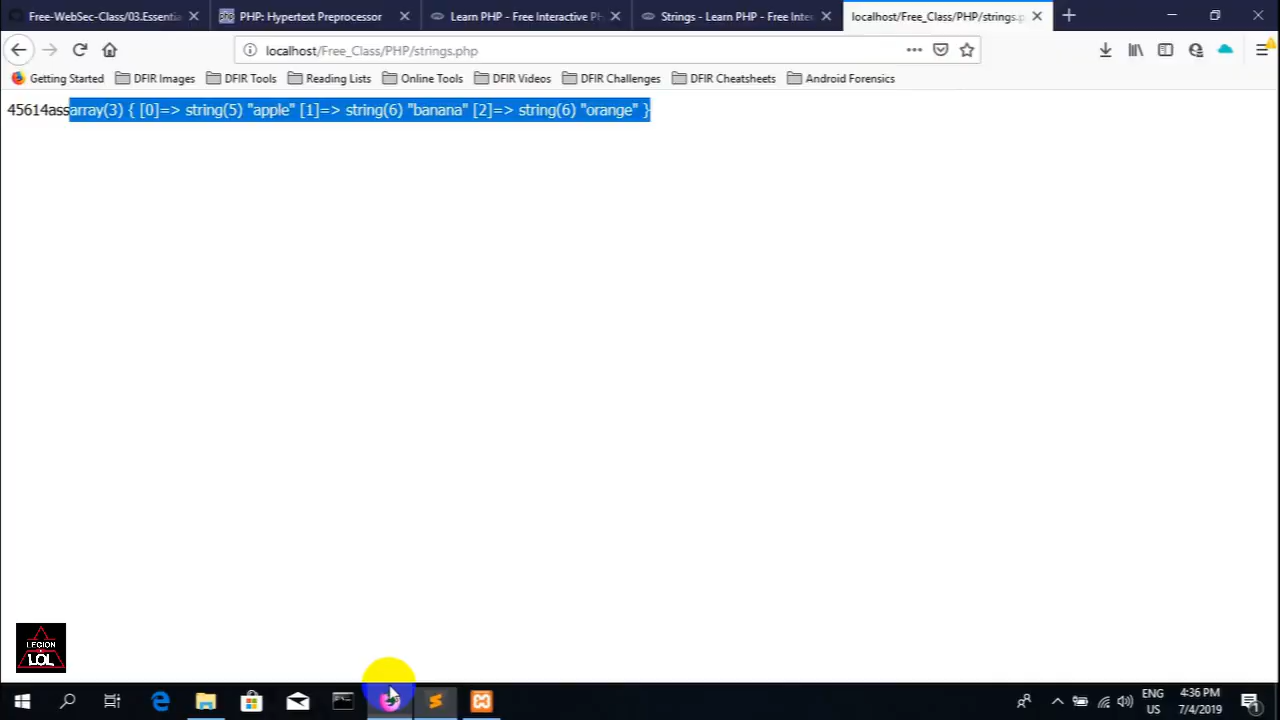 Free-WebSec-Class/03.Essentia
PHP: Hypertext Preprocessor
Learn PHP - Free Interactive PH
Strings - Learn PHP - Free Inte
localhost/Free_Class/PHP/strings.p
localhost/Free_Class/PHP/strings.php
Getting Started
DFIR Images
DFIR Tools
Reading Lists
Online Tools
DFIR Videos
DFIR Challenges
DFIR Cheatsheets
Android Forensics
45614assarray(3) { [0]=> string(5) "apple" [1]=> string(6) "banana" [2]=> string(6) "orange" }
LEGION
LOL
ENG
US
4:36 PM
7/4/2019
1